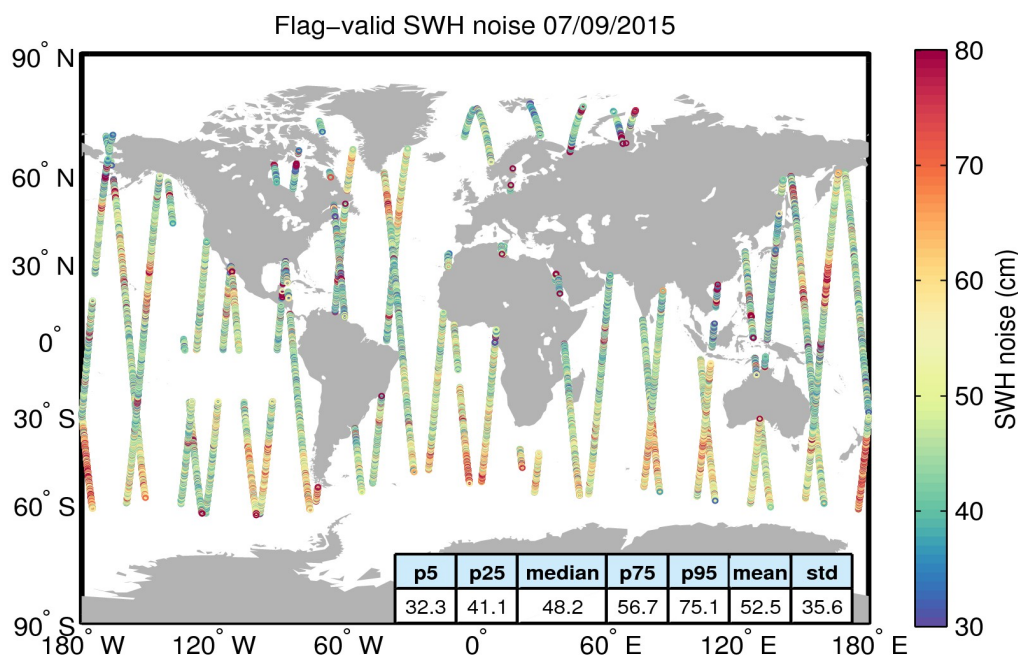 Flag−valid SWH noise 07/09/2015
90° N
60° N
30° N
0°
30° S
60° S
90° S
180° W
120° W
60° W
0°
60° E
120° E
180° E
p5 p25 median p75 p95 mean std
32.3 41.1 48.2 56.7 75.1 52.5 35.6
80
70
60
50
40
30
SWH noise (cm)